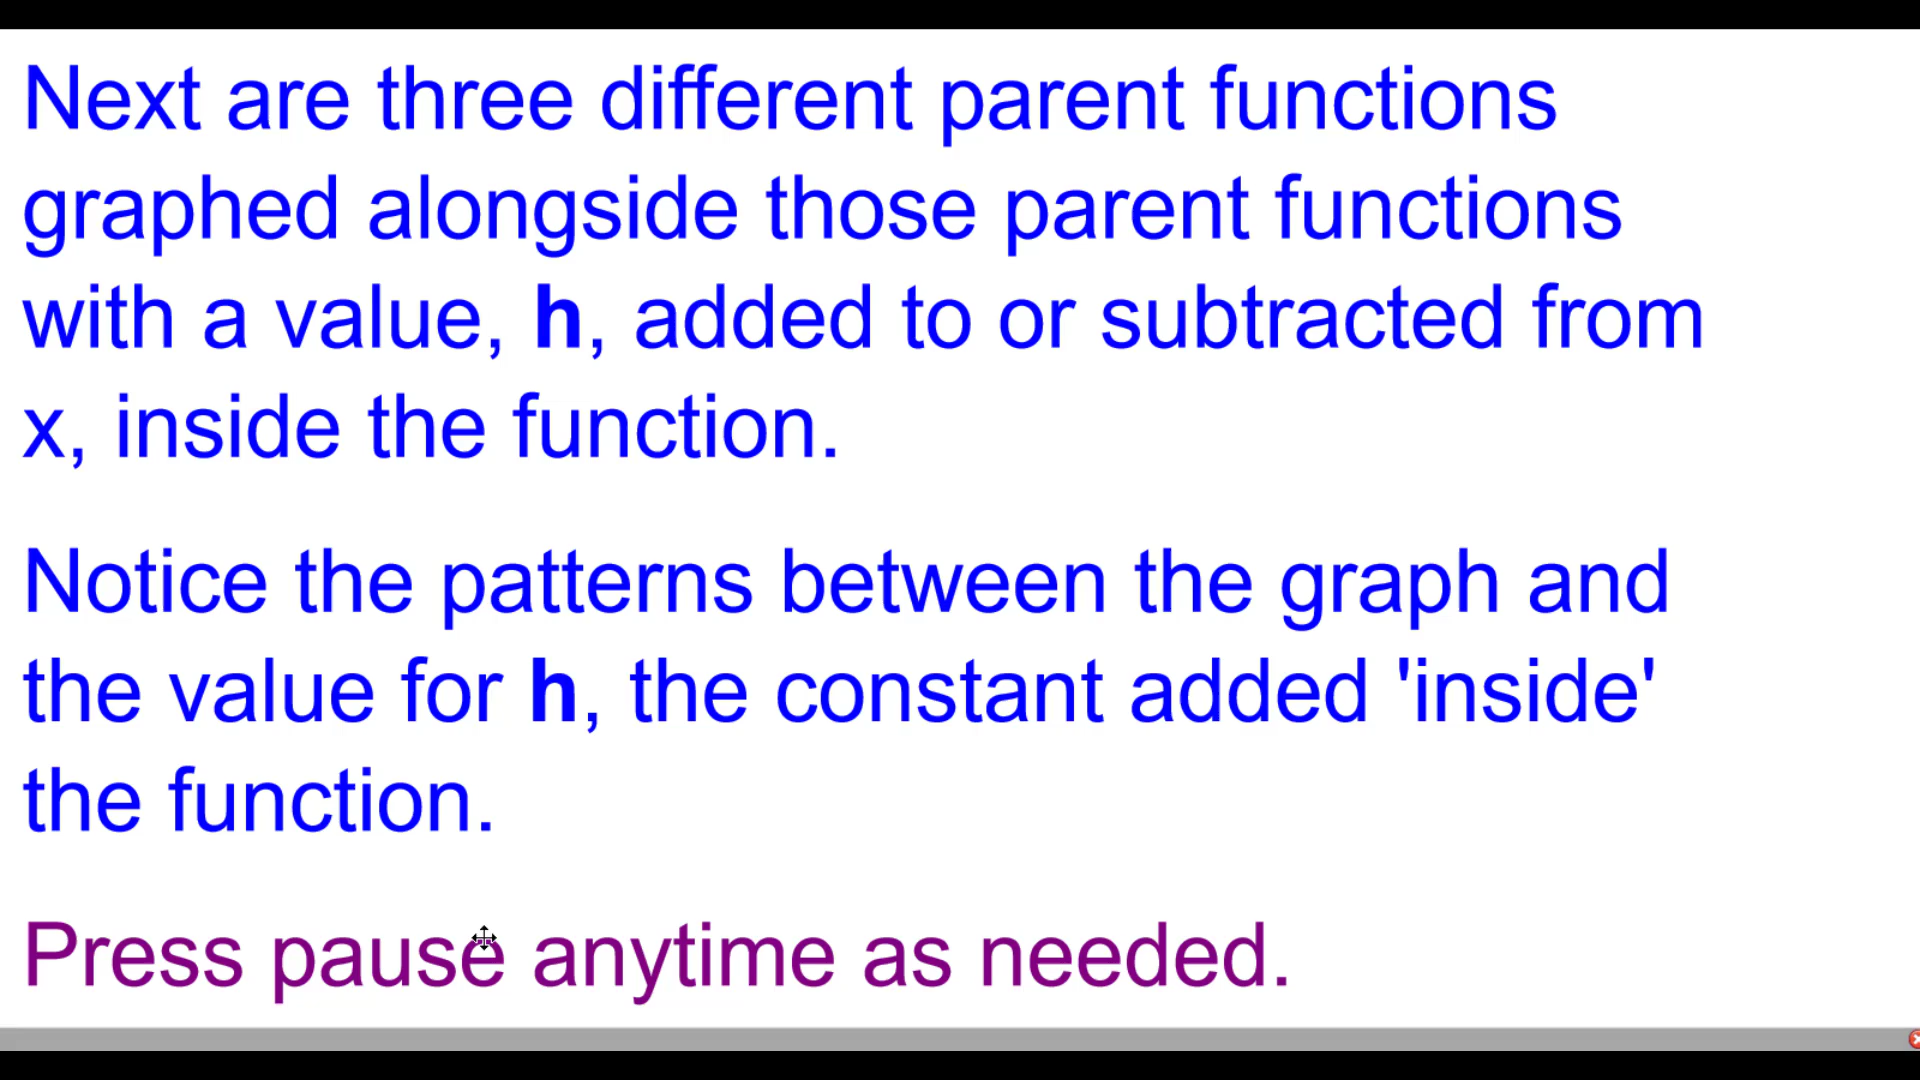 Next are three different parent functions
graphed alongside those parent functions
with a value, h, added to or subtracted from
x, inside the function.
Notice the patterns between the graph and
the value for h, the constant added 'inside'
the function.
Press pause anytime as needed.